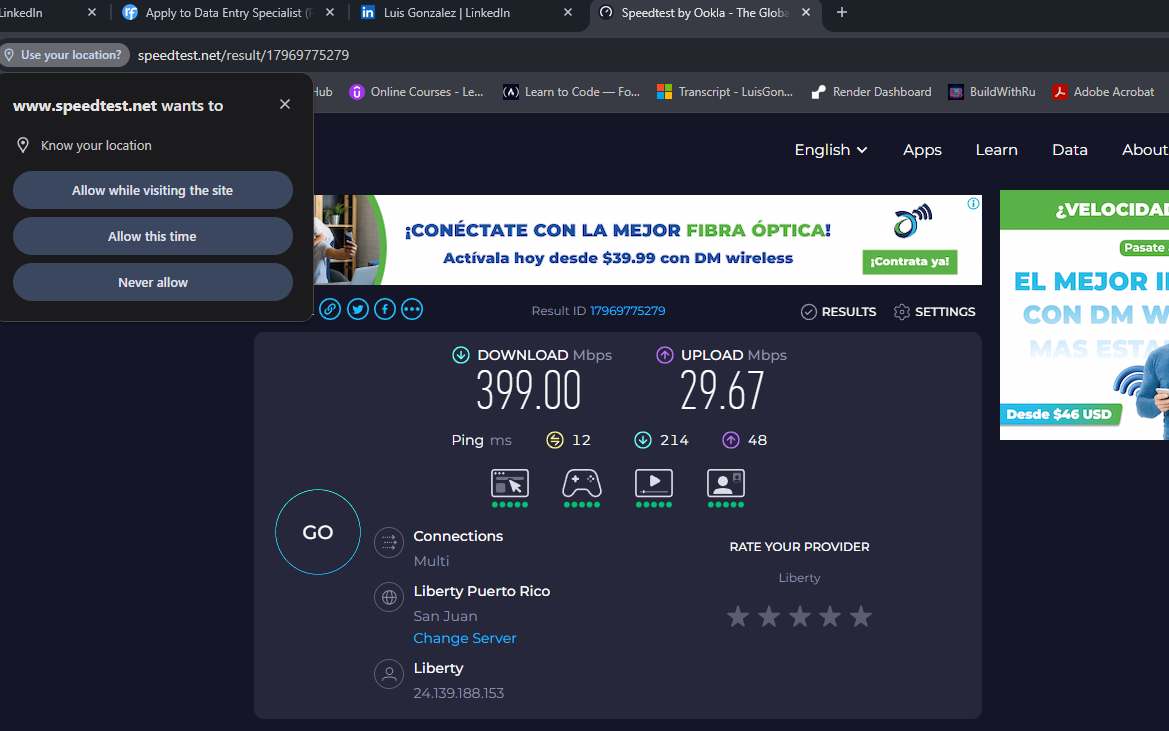 LinkedIn
Apply to Data Entry Specialist (
Luis Gonzalez | LinkedIn
Speedtest by Ookla - The Globa
Use your location?
speedtest.net/result/17969775279
Hub
Online Courses - Le...
(A)
Learn to Code — Fo...
Transcript - LuisGon...
Render Dashboard
BuildWithRu
Adobe Acrobat
www.speedtest.net wants to
Know your location
Allow while visiting the site
Allow this time
Never allow
English
Apps
Learn
Data
About
¡CONÉCTATE CON LA MEJOR FIBRA ÓPTICA!
Actívala hoy desde $39.99 con DM wireless
¡Contrata ya!
¿VELOCIDAD
Pasate a
EL MEJOR I
CON DM W
MAS ESTA
Desde $46 USD
Result ID 17969775279
RESULTS
SETTINGS
DOWNLOAD Mbps
399.00
UPLOAD Mbps
29.67
Ping ms
12
214
48
GO
Connections
Multi
Liberty Puerto Rico
San Juan
Change Server
Liberty
24.139.188.153
RATE YOUR PROVIDER
Liberty